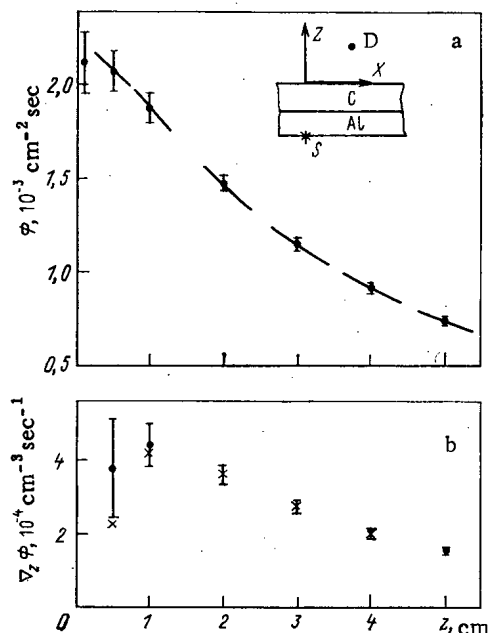 Z
D
a
2,0
X
C
Al
S
1,5
φ, 10⁻³ cm⁻² sec
1,0
0,5
b
4
∇_z φ, 10⁻⁴ cm⁻³ sec⁻¹
2
0 1 2 3 4 z, cm